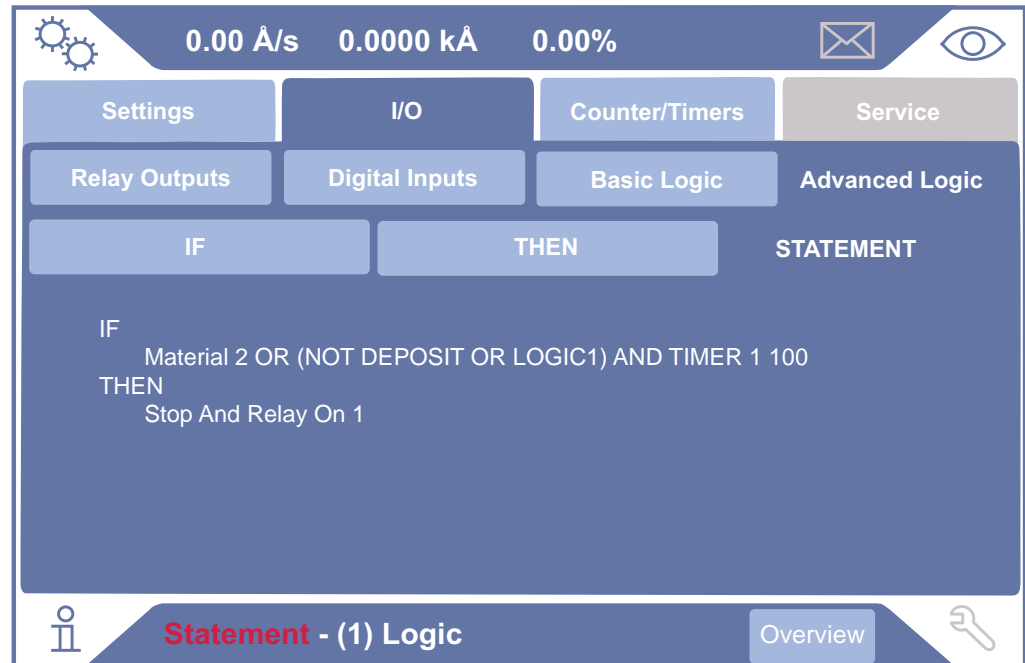 0.00 Å/s 0.0000 kÅ 0.00%
Settings I/O Counter/Timers Service
Relay Outputs Digital Inputs Basic Logic Advanced Logic
IF THEN STATEMENT
IF
Material 2 OR (NOT DEPOSIT OR LOGIC1) AND TIMER 1 100
THEN
Stop And Relay On 1
Statement - (1) Logic Overview